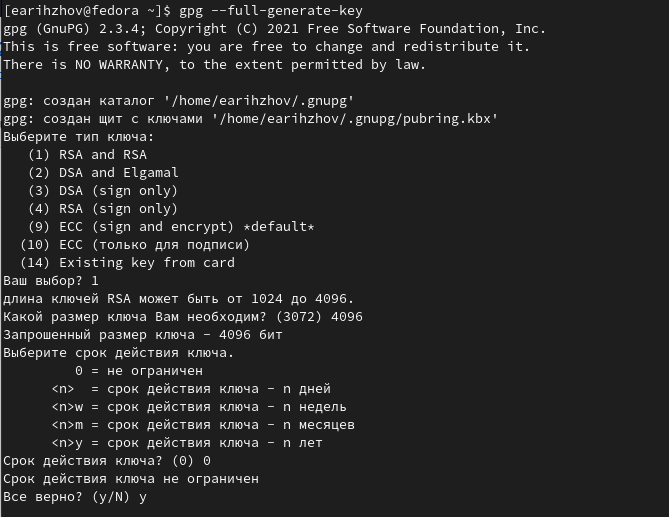 [earihzhov@fedora ~]$ gpg --full-generate-key
gpg (GnuPG) 2.3.4; Copyright (C) 2021 Free Software Foundation, Inc.
This is free software: you are free to change and redistribute it.
There is NO WARRANTY, to the extent permitted by law.

gpg: создан каталог '/home/earihzhov/.gnupg'
gpg: создан щит с ключами '/home/earihzhov/.gnupg/pubring.kbx'
Выберите тип ключа:
   (1) RSA and RSA
   (2) DSA and Elgamal
   (3) DSA (sign only)
   (4) RSA (sign only)
   (9) ECC (sign and encrypt) *default*
  (10) ECC (только для подписи)
  (14) Existing key from card
Ваш выбор? 1
длина ключей RSA может быть от 1024 до 4096.
Какой размер ключа Вам необходим? (3072) 4096
Запрошенный размер ключа - 4096 бит
Выберите срок действия ключа.
         0 = не ограничен
      <n>  = срок действия ключа - n дней
      <n>w = срок действия ключа - n недель
      <n>m = срок действия ключа - n месяцев
      <n>y = срок действия ключа - n лет
Срок действия ключа? (0) 0
Срок действия ключа не ограничен
Все верно? (y/N) y